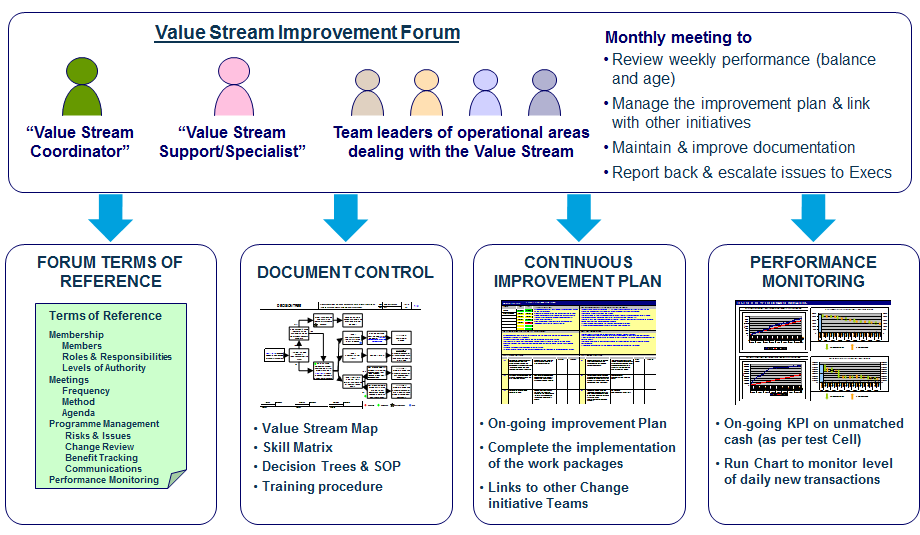 Value Stream Improvement Forum
“Value Stream
Coordinator”
“Value Stream
Support/Specialist”
Team leaders of operational areas
dealing with the Value Stream
Monthly meeting to
• Review weekly performance (balance
and age)
• Manage the improvement plan & link
with other initiatives
• Maintain & improve documentation
• Report back & escalate issues to Execs
FORUM TERMS OF
REFERENCE
Terms of Reference
Membership
Members
Roles & Responsibilities
Levels of Authority
Meetings
Frequency
Method
Agenda
Programme Management
Risks & Issues
Change Review
Benefit Tracking
Communications
Performance Monitoring
DOCUMENT CONTROL
DECISION TREE
• Value Stream Map
• Skill Matrix
• Decision Trees & SOP
• Training procedure
CONTINUOUS
IMPROVEMENT PLAN
• On-going improvement Plan
• Complete the implementation
of the work packages
• Links to other Change
initiative Teams
PERFORMANCE
MONITORING
• On-going KPI on unmatched
cash (as per test Cell)
• Run Chart to monitor level
of daily new transactions